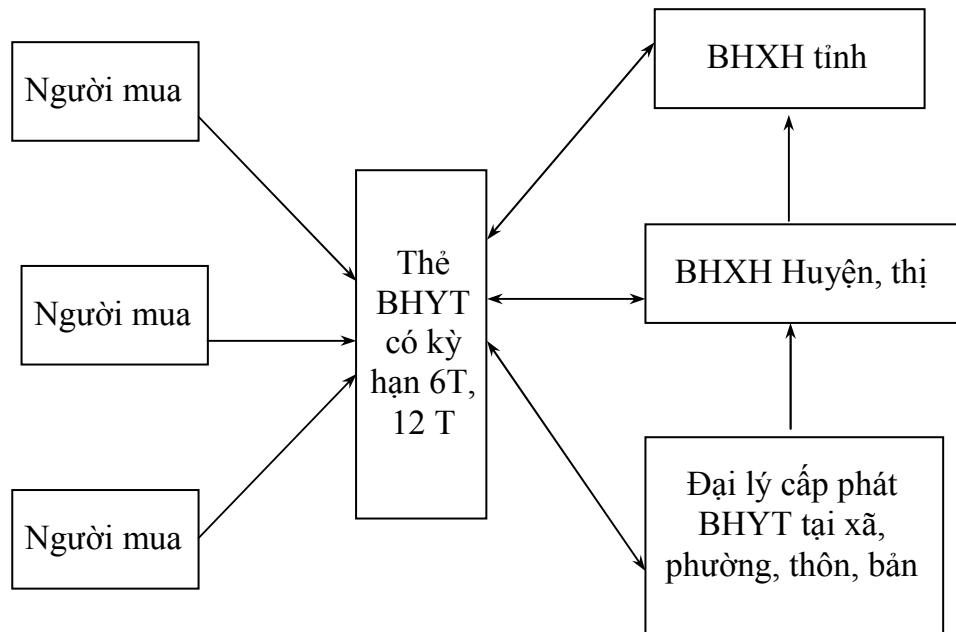 Người mua
Người mua
Người mua
Thẻ
BHYT
có kỳ
hạn 6T,
12 T
BHXH tỉnh
BHXH Huyện, thị
Đại lý cấp phát
BHYT tại xã,
phường, thôn, bản